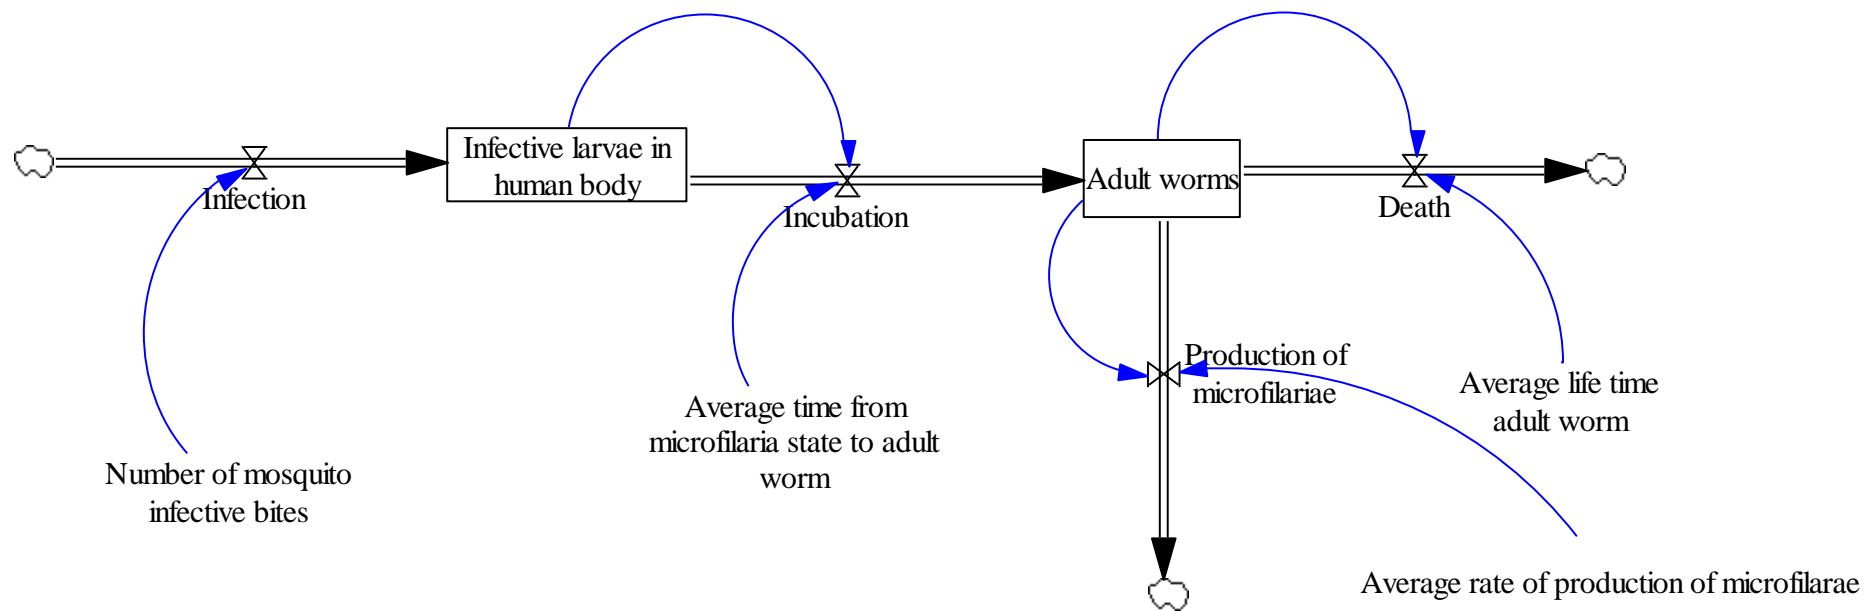 Infective larvae in
human body
Adult worms
Infection
Incubation
Death
Production of
microfilariae
Average life time
adult worm
Average time from
microfilaria state to adult
worm
Number of mosquito
infective bites
Average rate of production of microfilarae